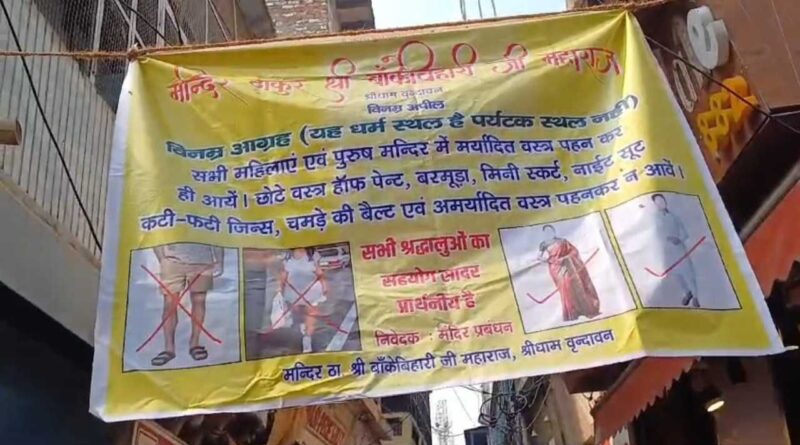 मन्दिर ठाकुर श्री बाँकेबिहारी जी महाराज
श्रीधाम वृन्दावन
विनम्र अपील
विनम्र आग्रह (यह धर्म स्थल है पर्यटक स्थल नहीं)
सभी महिलाएं एवं पुरुष मन्दिर में मर्यादित वस्त्र पहन कर
ही आयें। छोटे वस्त्र हॉफ पेन्ट, बरमूडा, मिनी स्कर्ट, नाईट सूट
कटी-फटी जिन्स, चमड़े की बैल्ट एवं अमर्यादित वस्त्र पहनकर न आवें।
सभी श्रद्धालुओं का
सहयोग सादर
प्रार्थनीय है
निवेदक : मंदिर प्रबंधन
मन्दिर ठा. श्री बाँकेबिहारी जी महाराज, श्रीधाम वृन्दावन